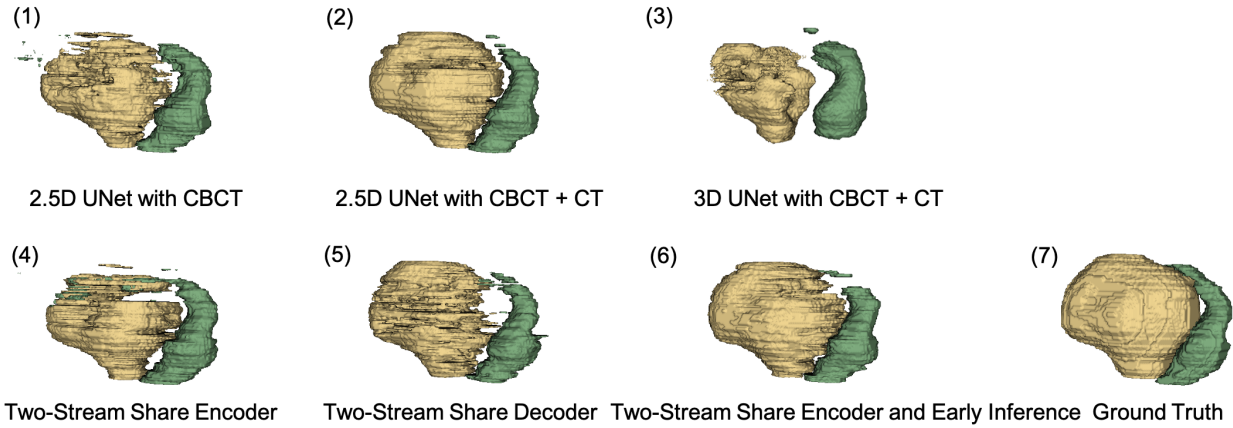 (1)
(2)
(3)
2.5D UNet with CBCT
2.5D UNet with CBCT + CT
3D UNet with CBCT + CT
(4)
(5)
(6)
(7)
Two-Stream Share Encoder
Two-Stream Share Decoder
Two-Stream Share Encoder and Early Inference
Ground Truth